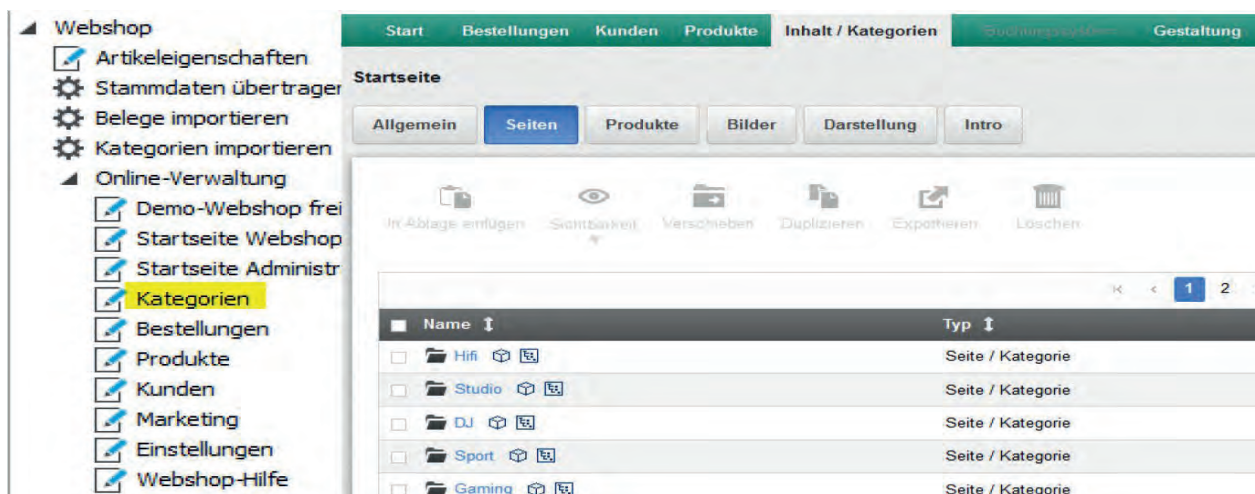 Webshop
Artikeleigenschaften
Stammdaten übertrager
Belege importieren
Kategorien importieren
Online-Verwaltung
Demo-Webshop frei
Startseite Webshop
Startseite Administr
Kategorien
Bestellungen
Produkte
Kunden
Marketing
Einstellungen
Webshop-Hilfe
Start Bestellungen Kunden Produkte Inhalt / Kategorien Buchungssystem Gestaltung
Startseite
Allgemein Seiten Produkte Bilder Darstellung Intro
In Ablage einfügen Sichtbarkeit Verschieben Duplizieren Exportieren Löschen
1 2
Name Typ
Hifi Seite / Kategorie
Studio Seite / Kategorie
DJ Seite / Kategorie
Sport Seite / Kategorie
Gaming Seite / Kategorie